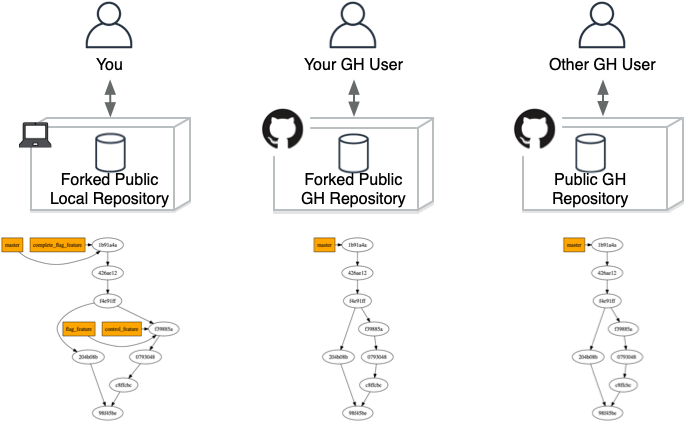 You
Your GH User
Other GH User
Forked Public
Local Repository
Forked Public
GH Repository
Public GH
Repository
master
complete_flag_feature
1b91a4a
426ae12
f4e91ff
flag_feature
control_feature
f39885a
204b08b
0793048
c8ffcbc
98f45be
master
1b91a4a
426ae12
f4e91ff
f39885a
204b08b
0793048
c8ffcbc
98f45be
master
1b91a4a
426ae12
f4e91ff
f39885a
204b08b
0793048
c8ffcbc
98f45be